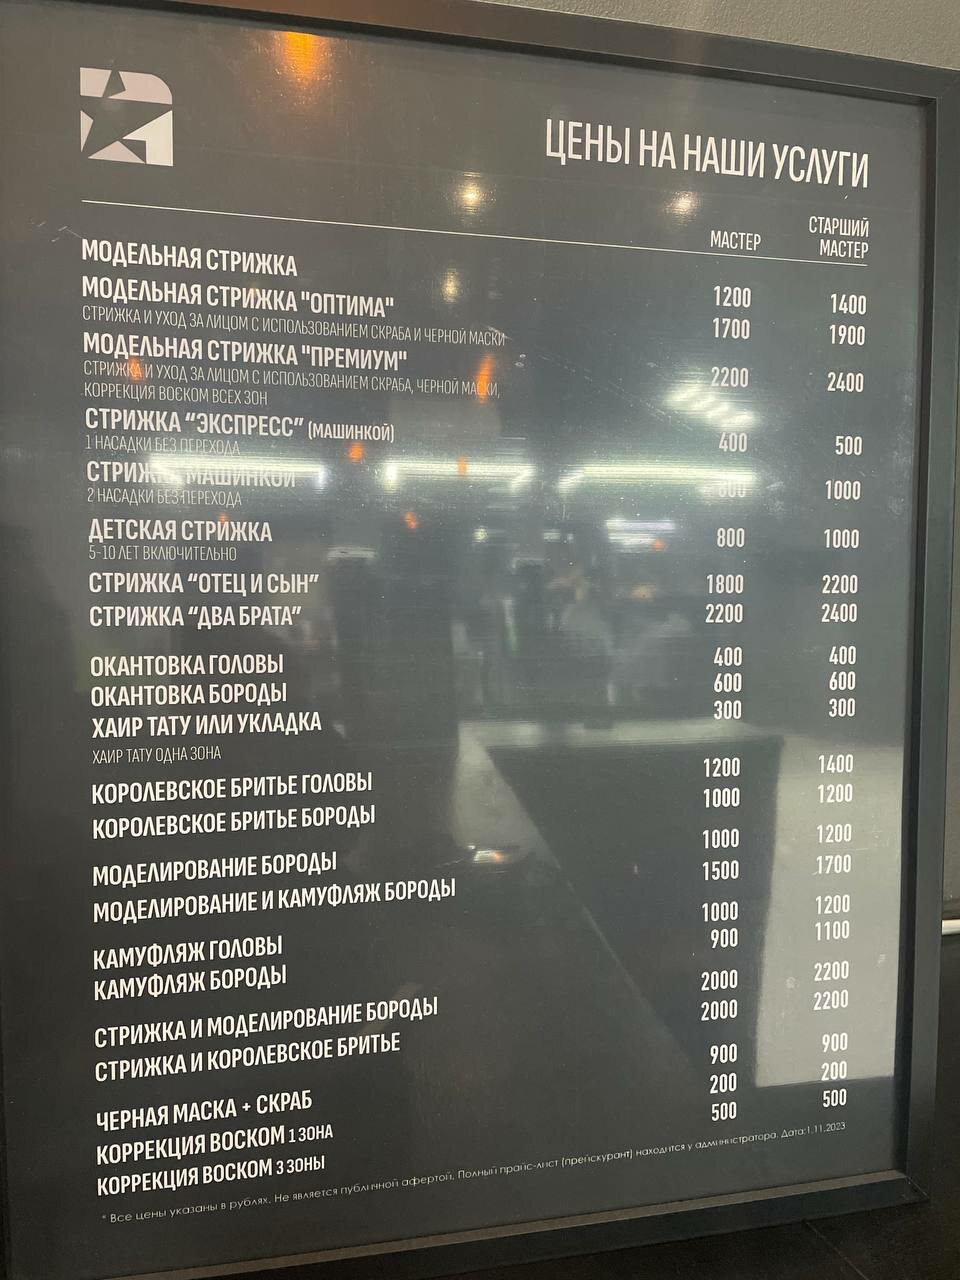 ЦЕНЫ НА НАШИ УСЛУГИ
МАСТЕР СТАРШИЙ МАСТЕР
МОДЕЛЬНАЯ СТРИЖКА 1200 1400
МОДЕЛЬНАЯ СТРИЖКА "ОПТИМА" 1700 1900
СТРИЖКА И УХОД ЗА ЛИЦОМ С ИСПОЛЬЗОВАНИЕМ СКРАБА И ЧЕРНОЙ МАСКИ
МОДЕЛЬНАЯ СТРИЖКА "ПРЕМИУМ" 2200 2400
СТРИЖКА И УХОД ЗА ЛИЦОМ С ИСПОЛЬЗОВАНИЕМ СКРАБА, ЧЕРНОЙ МАСКИ,
КОРРЕКЦИЯ ВОСКОМ ВСЕХ ЗОН
СТРИЖКА “ЭКСПРЕСС” (МАШИНКОЙ) 400 500
1 НАСАДКИ БЕЗ ПЕРЕХОДА
СТРИЖКА МАШИНКОЙ 1000
2 НАСАДКИ БЕЗ ПЕРЕХОДА
ДЕТСКАЯ СТРИЖКА 800 1000
5-10 ЛЕТ ВКЛЮЧИТЕЛЬНО
СТРИЖКА “ОТЕЦ И СЫН” 1800 2200
СТРИЖКА “ДВА БРАТА” 2200 2400
ОКАНТОВКА ГОЛОВЫ 400 400
ОКАНТОВКА БОРОДЫ 600 600
ХАИР ТАТУ ИЛИ УКЛАДКА 300 300
ХАИР ТАТУ ОДНА ЗОНА
КОРОЛЕВСКОЕ БРИТЬЕ ГОЛОВЫ 1200 1400
КОРОЛЕВСКОЕ БРИТЬЕ БОРОДЫ 1000 1200
МОДЕЛИРОВАНИЕ БОРОДЫ 1000 1200
МОДЕЛИРОВАНИЕ И КАМУФЛЯЖ БОРОДЫ 1500 1700
КАМУФЛЯЖ ГОЛОВЫ 1000 1200
КАМУФЛЯЖ БОРОДЫ 900 1100
СТРИЖКА И МОДЕЛИРОВАНИЕ БОРОДЫ 2000 2200
СТРИЖКА И КОРОЛЕВСКОЕ БРИТЬЕ 2000 2200
ЧЕРНАЯ МАСКА + СКРАБ 900 900
КОРРЕКЦИЯ ВОСКОМ 1 ЗОНА 200 200
КОРРЕКЦИЯ ВОСКОМ 3 ЗОНЫ 500 500
* Все цены указаны в рублях. Не является публичной афертой. Полный прайс-лист (прейскурант) находится у администратора. Дата:1.11.2023